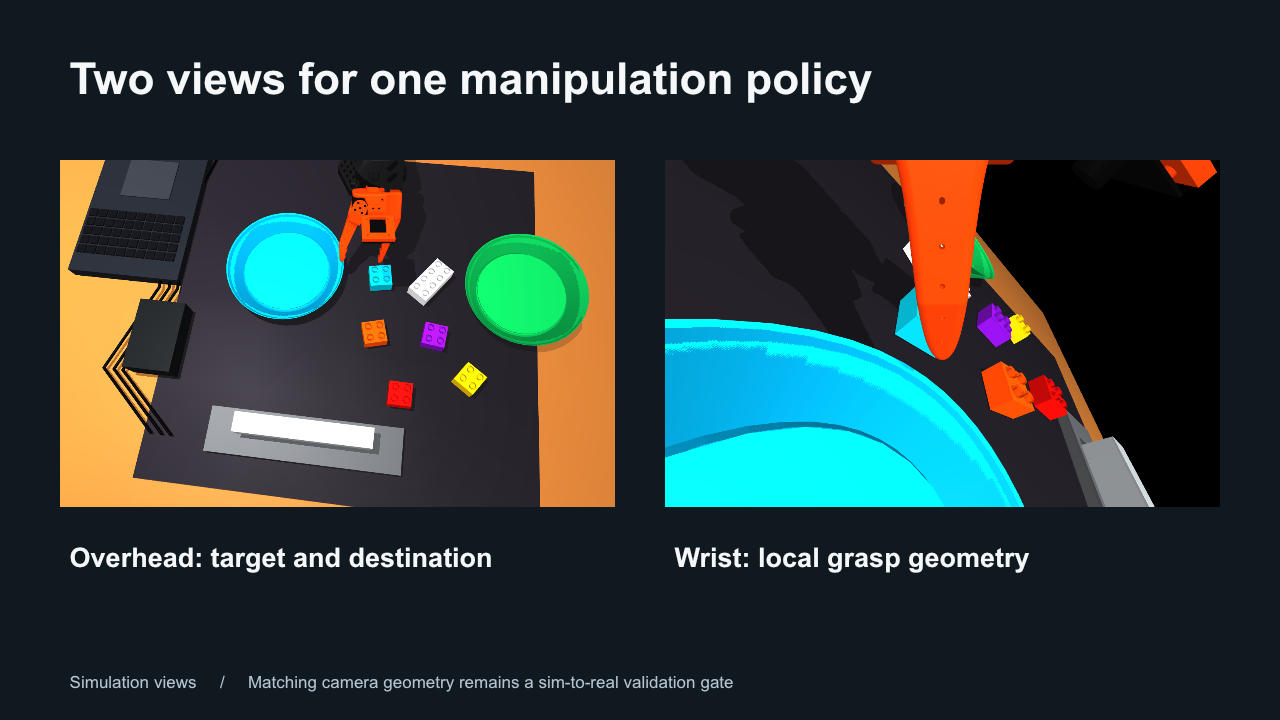 Two views for one manipulation policy
Overhead: target and destination
Wrist: local grasp geometry
Simulation views / Matching camera geometry remains a sim-to-real validation gate